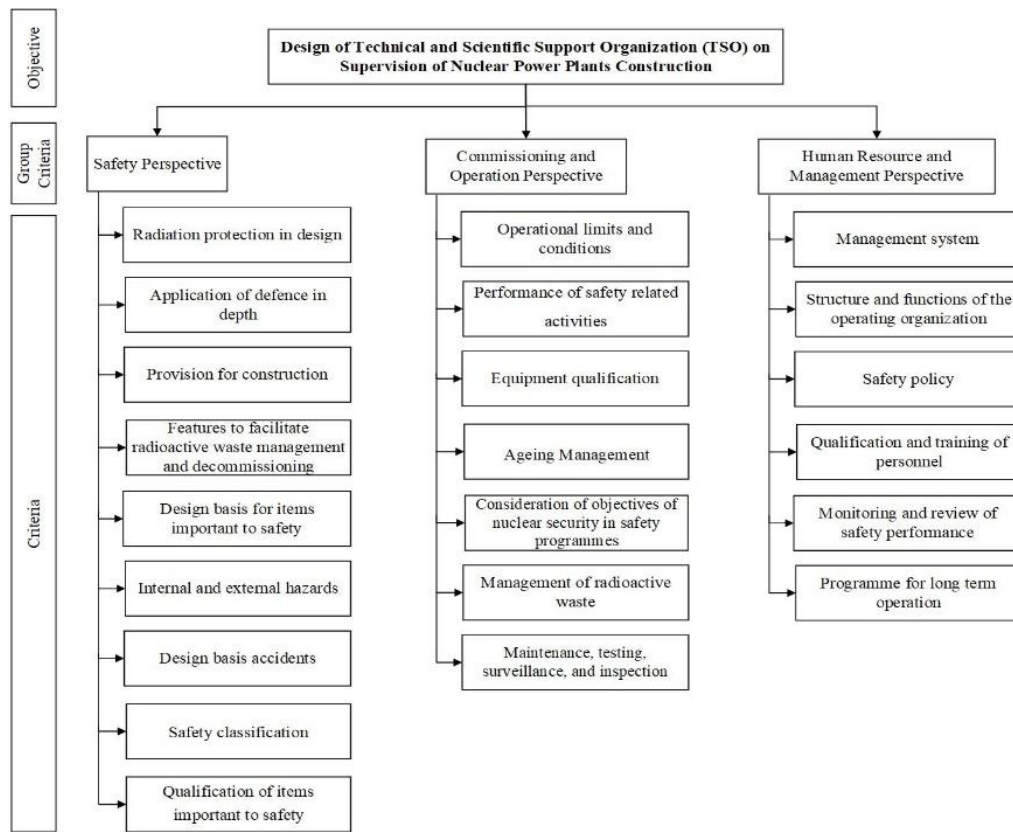 Objective
Design of Technical and Scientific Support Organization (TSO) on
Supervision of Nuclear Power Plants Construction
Group
Criteria
Safety Perspective
Commissioning and
Operation Perspective
Human Resource and
Management Perspective
Criteria
Radiation protection in design
Application of defence in
depth
Provision for construction
Features to facilitate
radioactive waste management
and decommissioning
Design basis for items
important to safety
Internal and external hazards
Design basis accidents
Safety classification
Qualification of items
important to safety
Operational limits and
conditions
Performance of safety related
activities
Equipment qualification
Ageing Management
Consideration of objectives of
nuclear security in safety
programmes
Management of radioactive
waste
Maintenance, testing,
surveillance, and inspection
Management system
Structure and functions of the
operating organization
Safety policy
Qualification and training of
personnel
Monitoring and review of
safety performance
Programme for long term
operation